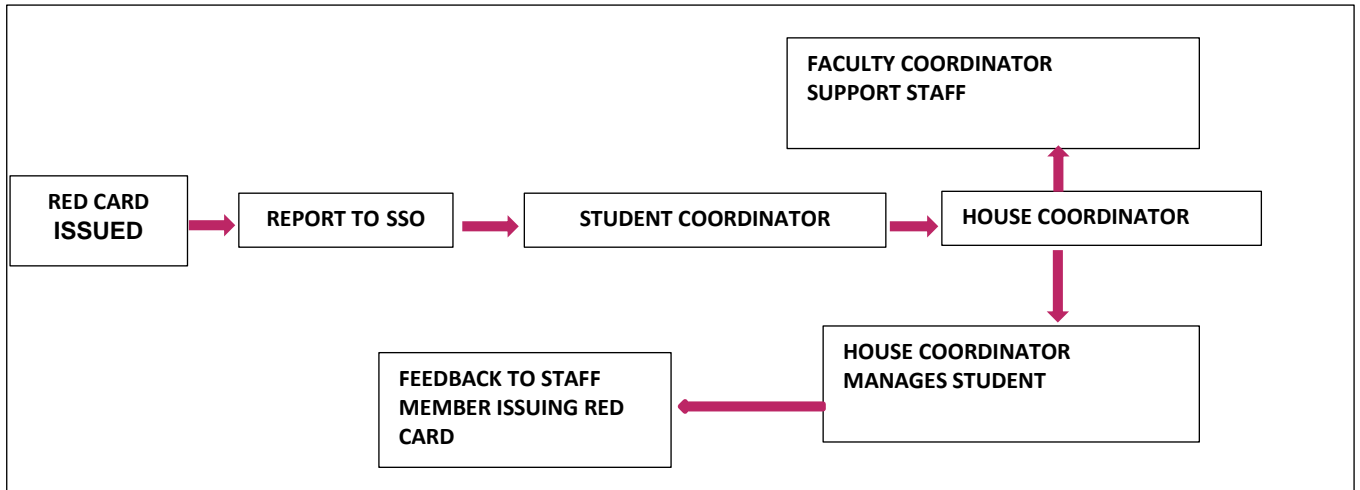 FACULTY COORDINATOR
SUPPORT STAFF
RED CARD
ISSUED
REPORT TO SSO
STUDENT COORDINATOR
HOUSE COORDINATOR
HOUSE COORDINATOR
MANAGES STUDENT
FEEDBACK TO STAFF
MEMBER ISSUING RED
CARD